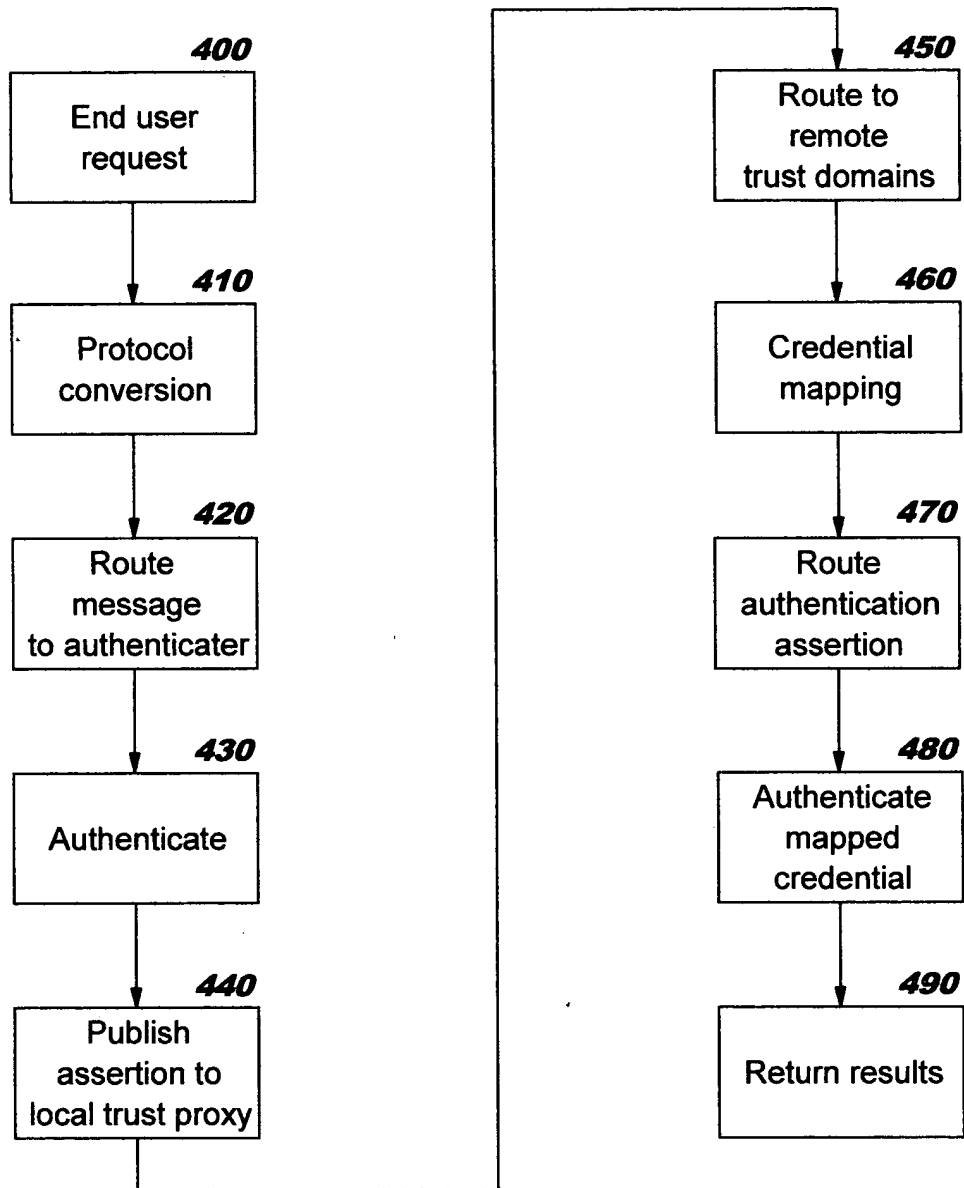 400
End user
request
410
Protocol
conversion
420
Route
message
to authenticater
430
Authenticate
440
Publish
assertion to
local trust proxy
450
Route to
remote
trust domains
460
Credential
mapping
470
Route
authentication
assertion
480
Authenticate
mapped
credential
490
Return results